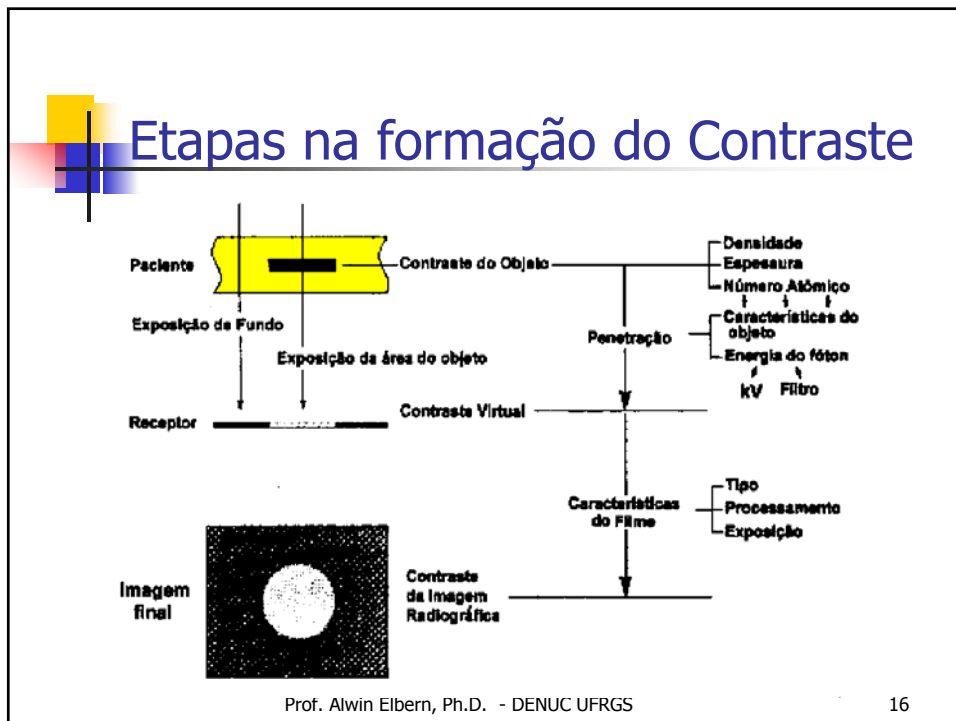 Etapas na formação do Contraste
Paciente
Contraste do Objeto
Densidade
Espessura
Número Atômico
Exposição de Fundo
Exposição da área do objeto
Penetração
Características do
objeto
Energia do fóton
kV Filtro
Receptor
Contraste Virtual
Características
do Filme
Tipo
Processamento
Exposição
Imagem
final
Contraste
da Imagem
Radiográfica
Prof. Alwin Elbern, Ph.D. - DENUC UFRGS
16